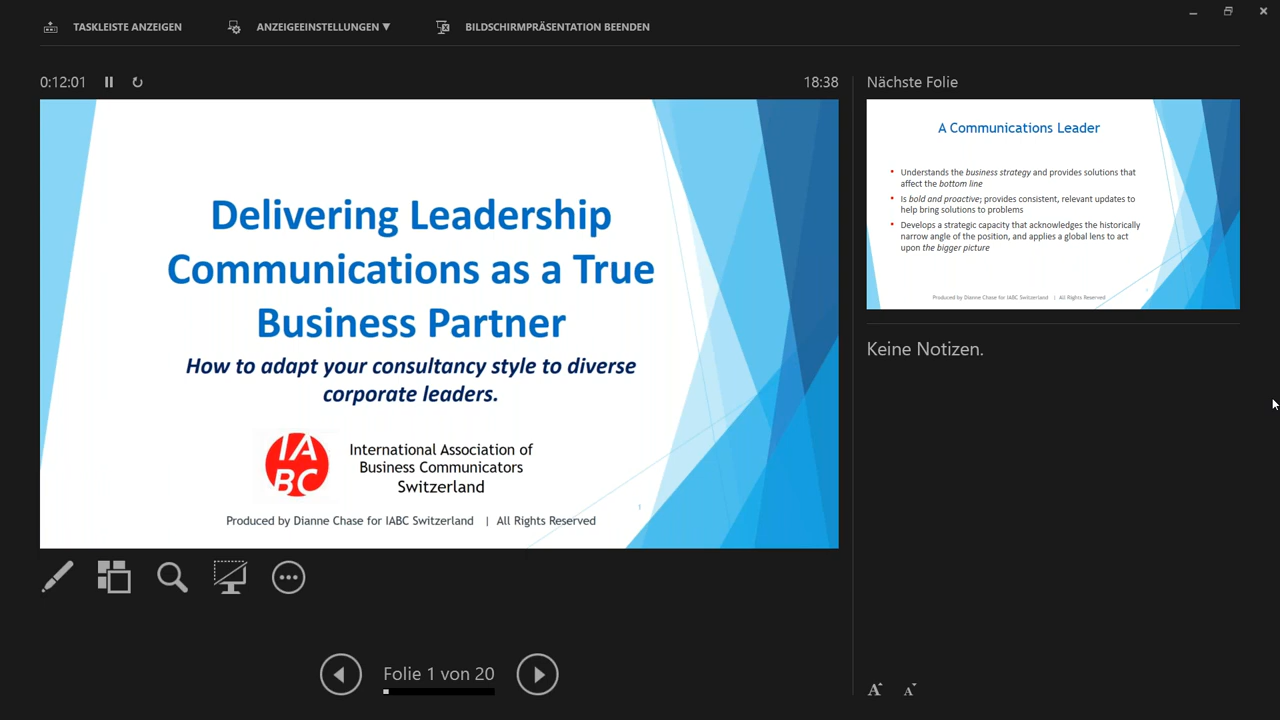 TASKLEISTE ANZEIGEN
ANZEIGEEINSTELLUNGEN ▼
BILDSCHIRMPRÄSENTATION BEENDEN
0:12:01
18:38
Delivering Leadership
Communications as a True
Business Partner
How to adapt your consultancy style to diverse
corporate leaders.
IA
BC
International Association of
Business Communicators
Switzerland
1
Produced by Dianne Chase for IABC Switzerland | All Rights Reserved
Folie 1 von 20
Nächste Folie
A Communications Leader
• Understands the business strategy and provides solutions that
affect the bottom line
• Is bold and proactive; provides consistent, relevant updates to
help bring solutions to problems
• Develops a strategic capacity that acknowledges the historically
narrow angle of the position, and applies a global lens to act
upon the bigger picture
Produced by Dianne Chase for IABC Switzerland | All Rights Reserved
Keine Notizen.
A A